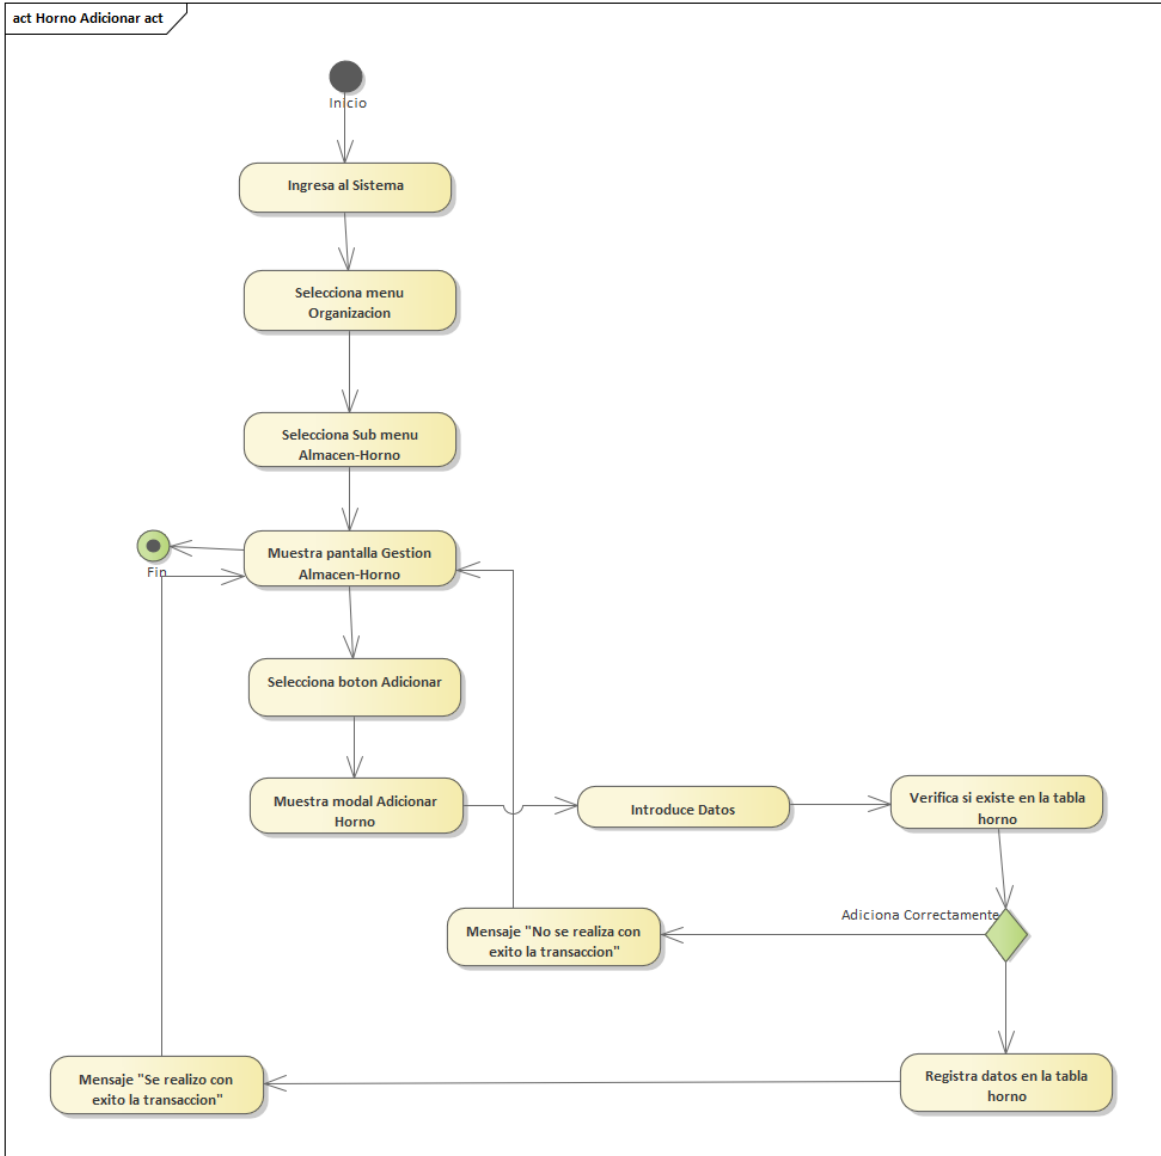 act Horno Adicionar act
Inicio
Ingresa al Sistema
Selecciona menu
Organizacion
Selecciona Sub menu
Almacen-Horno
Muestra pantalla Gestion
Almacen-Horno
Fin
Selecciona boton Adicionar
Muestra modal Adicionar
Horno
Introduce Datos
Verifica si existe en la tabla
horno
Adiciona Correctamente
Mensaje "No se realiza con
exito la transaccion"
Registra datos en la tabla
horno
Mensaje "Se realizo con
exito la transaccion"